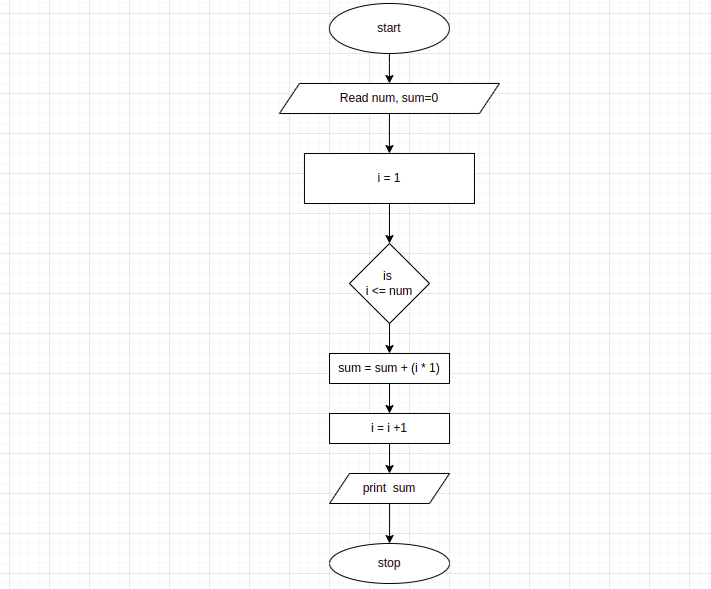 start
Read num, sum=0
i = 1
is
i <= num
sum = sum + (i * 1)
i = i +1
print  sum
stop